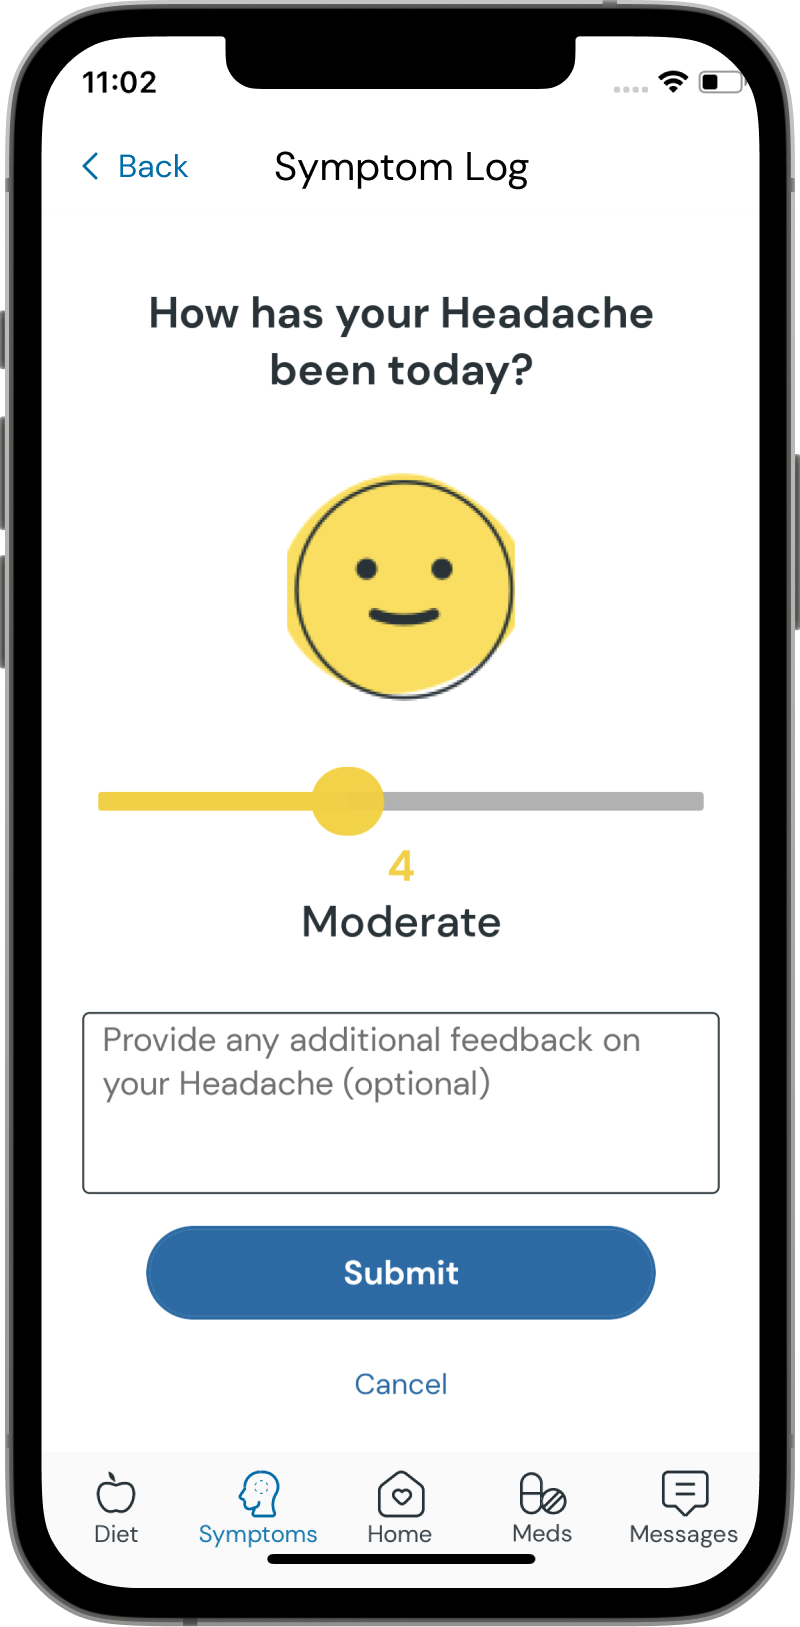 11:02
Back
Symptom Log
How has your Headache
been today?
4
Moderate
Provide any additional feedback on
your Headache (optional)
Submit
Cancel
Diet
Symptoms
Home
Meds
Messages